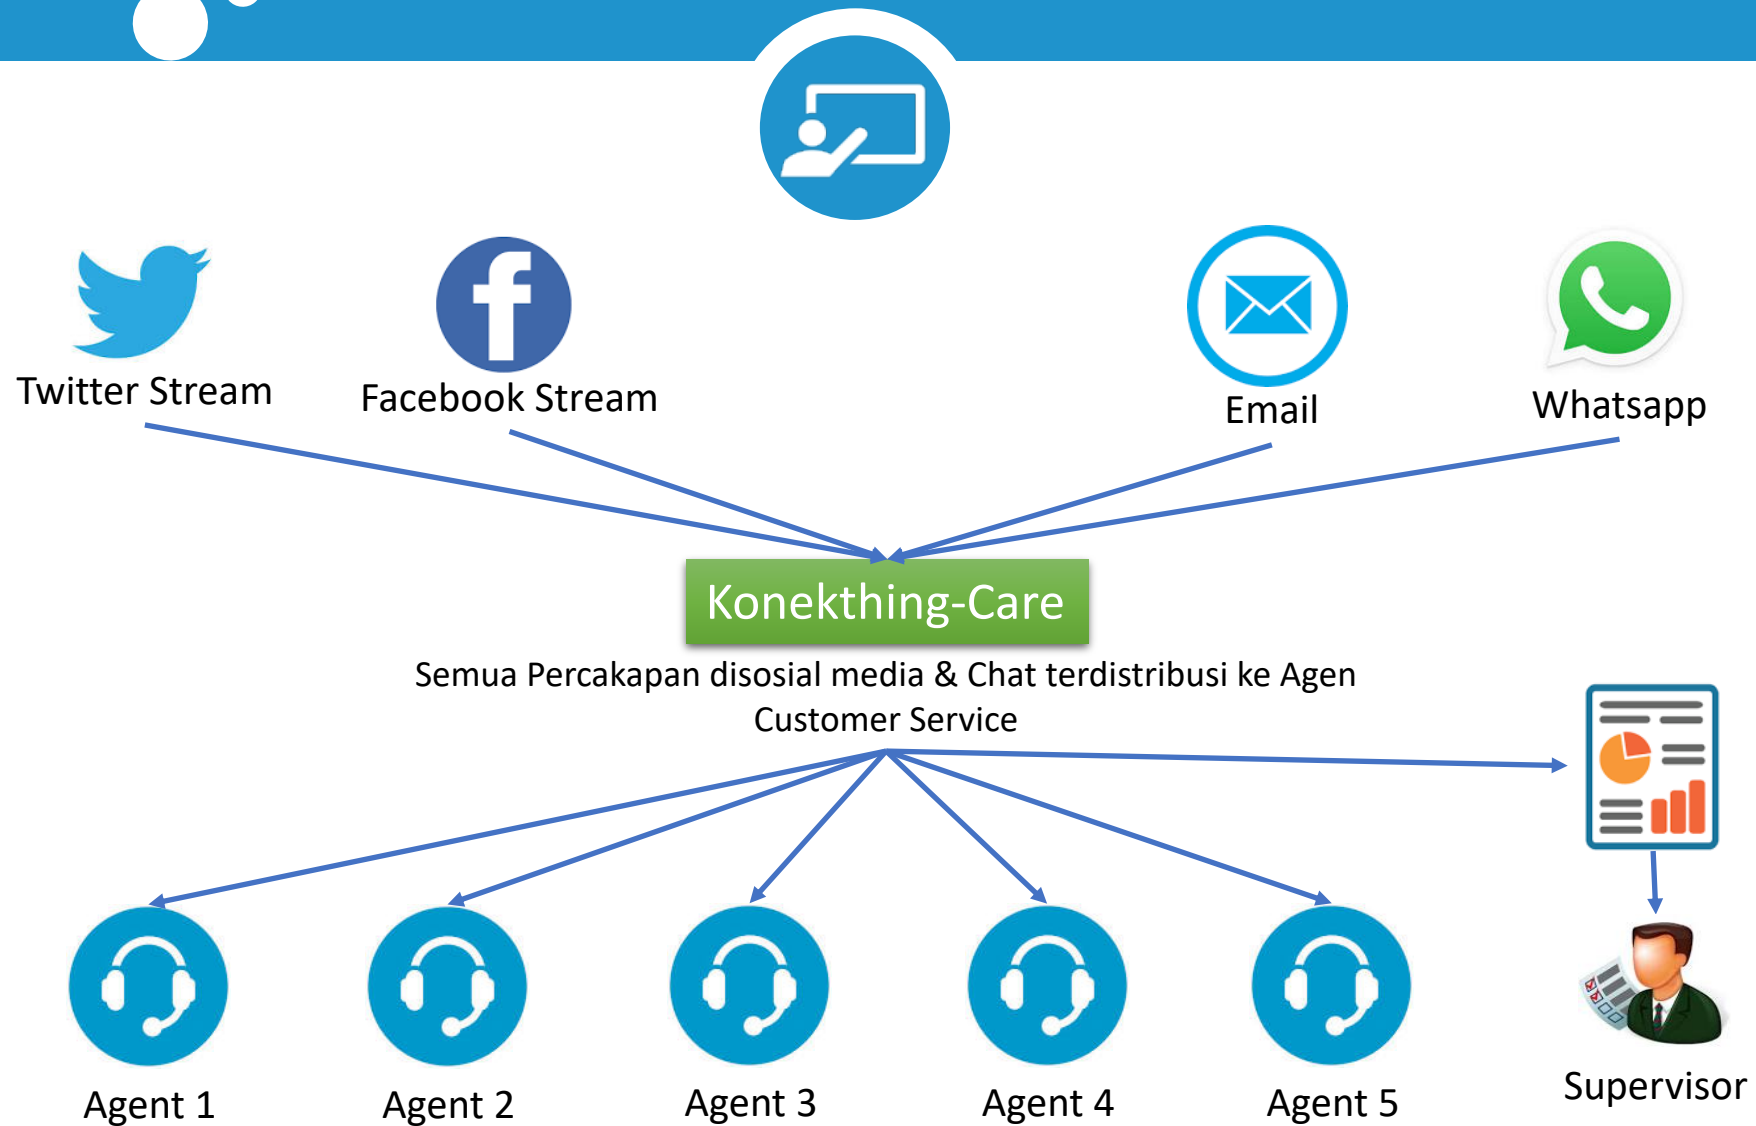 Twitter Stream
Facebook Stream
Email
Whatsapp
Konekthing-Care
Semua Percakapan disosial media & Chat terdistribusi ke Agen
Customer Service
Agent 1
Agent 2
Agent 3
Agent 4
Agent 5
Supervisor